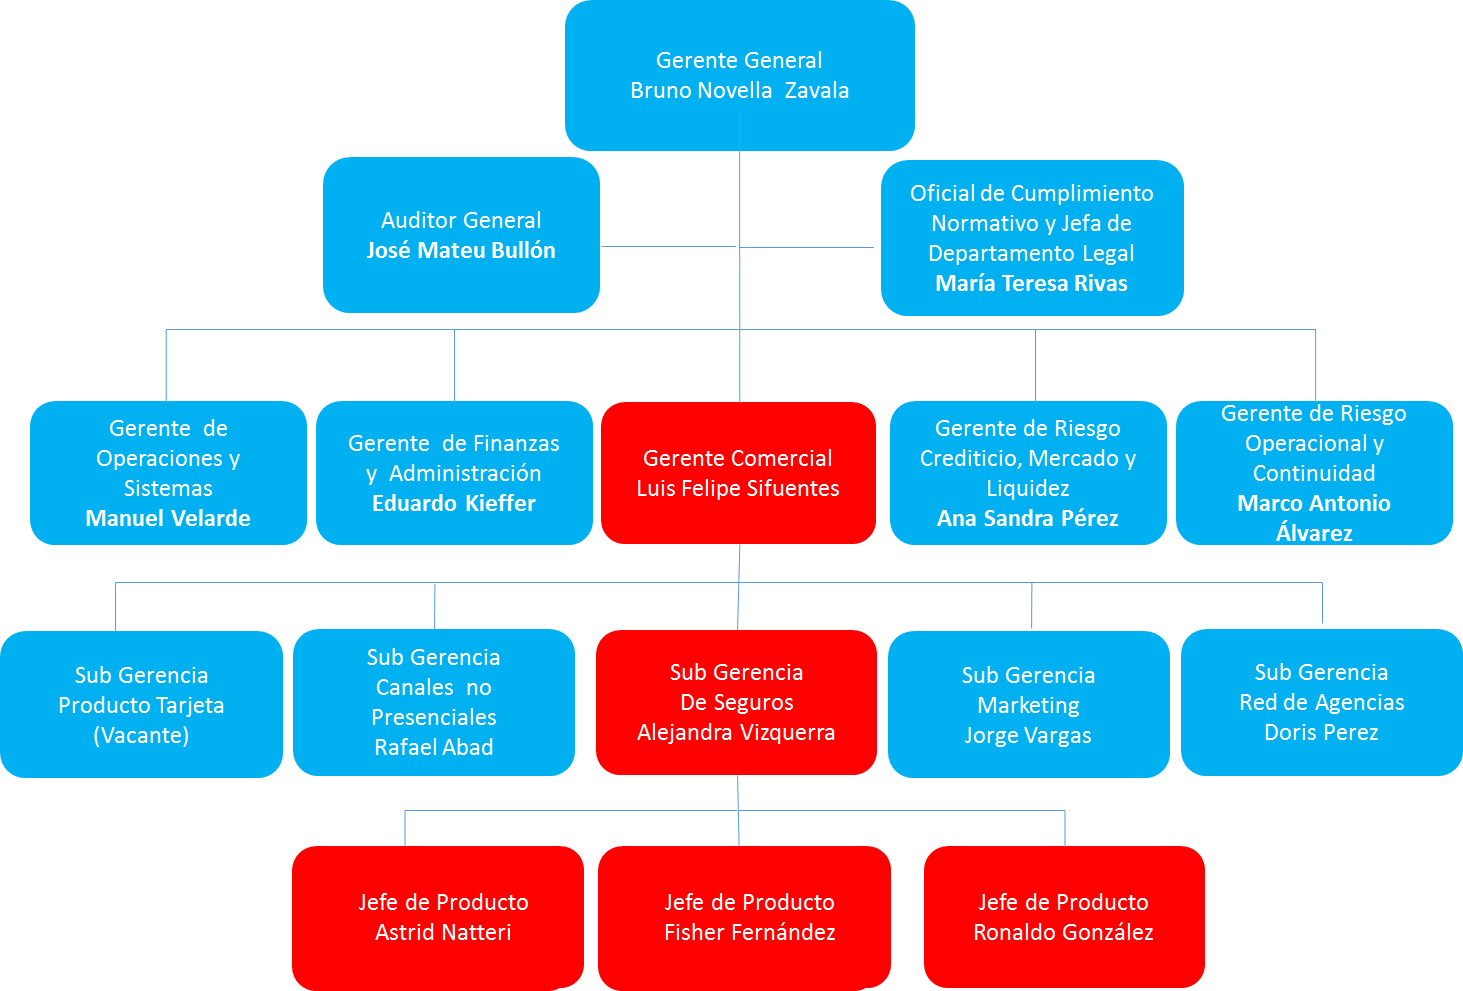 Gerente General
Bruno Novella Zavala
Auditor General
José Mateu Bullón
Oficial de Cumplimiento
Normativo y Jefa de
Departamento Legal
María Teresa Rivas
Gerente de
Operaciones y
Sistemas
Manuel Velarde
Gerente de Finanzas
y Administración
Eduardo Kieffer
Gerente Comercial
Luis Felipe Sifuentes
Gerente de Riesgo
Crediticio, Mercado y
Liquidez
Ana Sandra Pérez
Gerente de Riesgo
Operacional y
Continuidad
Marco Antonio
Álvarez
Sub Gerencia
Producto Tarjeta
(Vacante)
Sub Gerencia
Canales no
Presenciales
Rafael Abad
Sub Gerencia
De Seguros
Alejandra Vizquerra
Sub Gerencia
Marketing
Jorge Vargas
Sub Gerencia
Red de Agencias
Doris Perez
Jefe de Producto
Astrid Natteri
Jefe de Producto
Fisher Fernández
Jefe de Producto
Ronaldo González